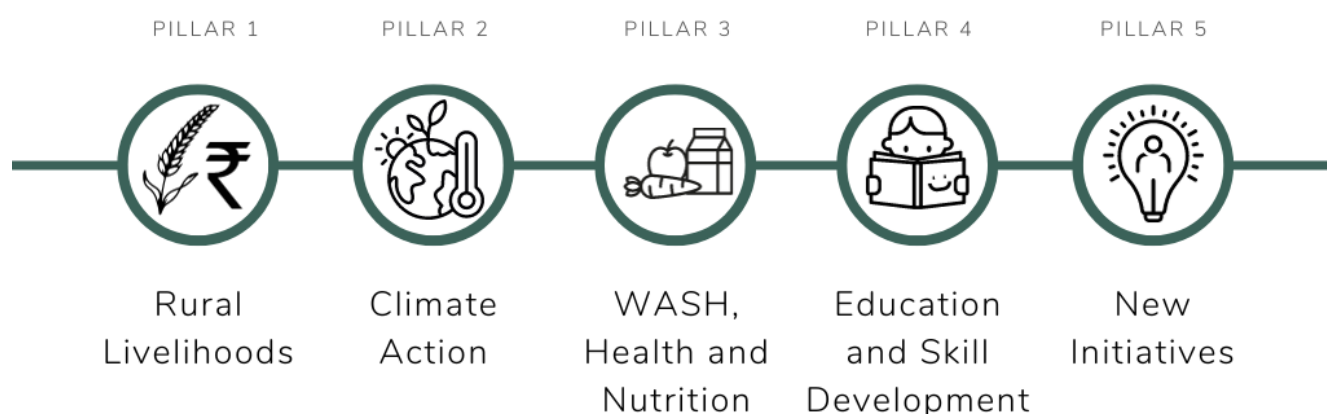 PILLAR 1
PILLAR 2
PILLAR 3
PILLAR 4
PILLAR 5
Rural
Livelihoods
Climate
Action
WASH,
Health and
Nutrition
Education
and Skill
Development
New
Initiatives